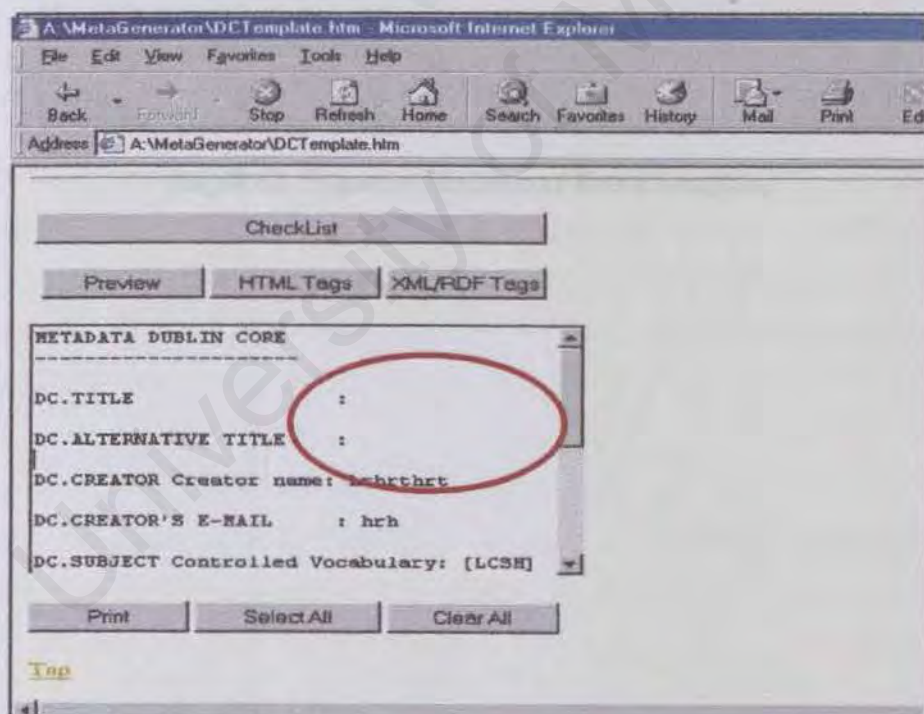 A:\MetaGenerator\DCTemplate.htm - Microsoft Internet Explorer
File Edit View Favorites Tools Help
Back Forward Stop Refresh Home Search Favorites History Mail Print Ed
Address A:\MetaGenerator\DCTemplate.htm
CheckList
Preview HTML Tags XML/RDF Tags
METADATA DUBLIN CORE
----------------------
DC.TITLE :
DC.ALTERNATIVE TITLE :
DC.CREATOR Creator name:
DC.CREATOR'S E-MAIL : hrh
DC.SUBJECT Controlled Vocabulary: [LCSH]
Print Select All Clear All
Top
University of M